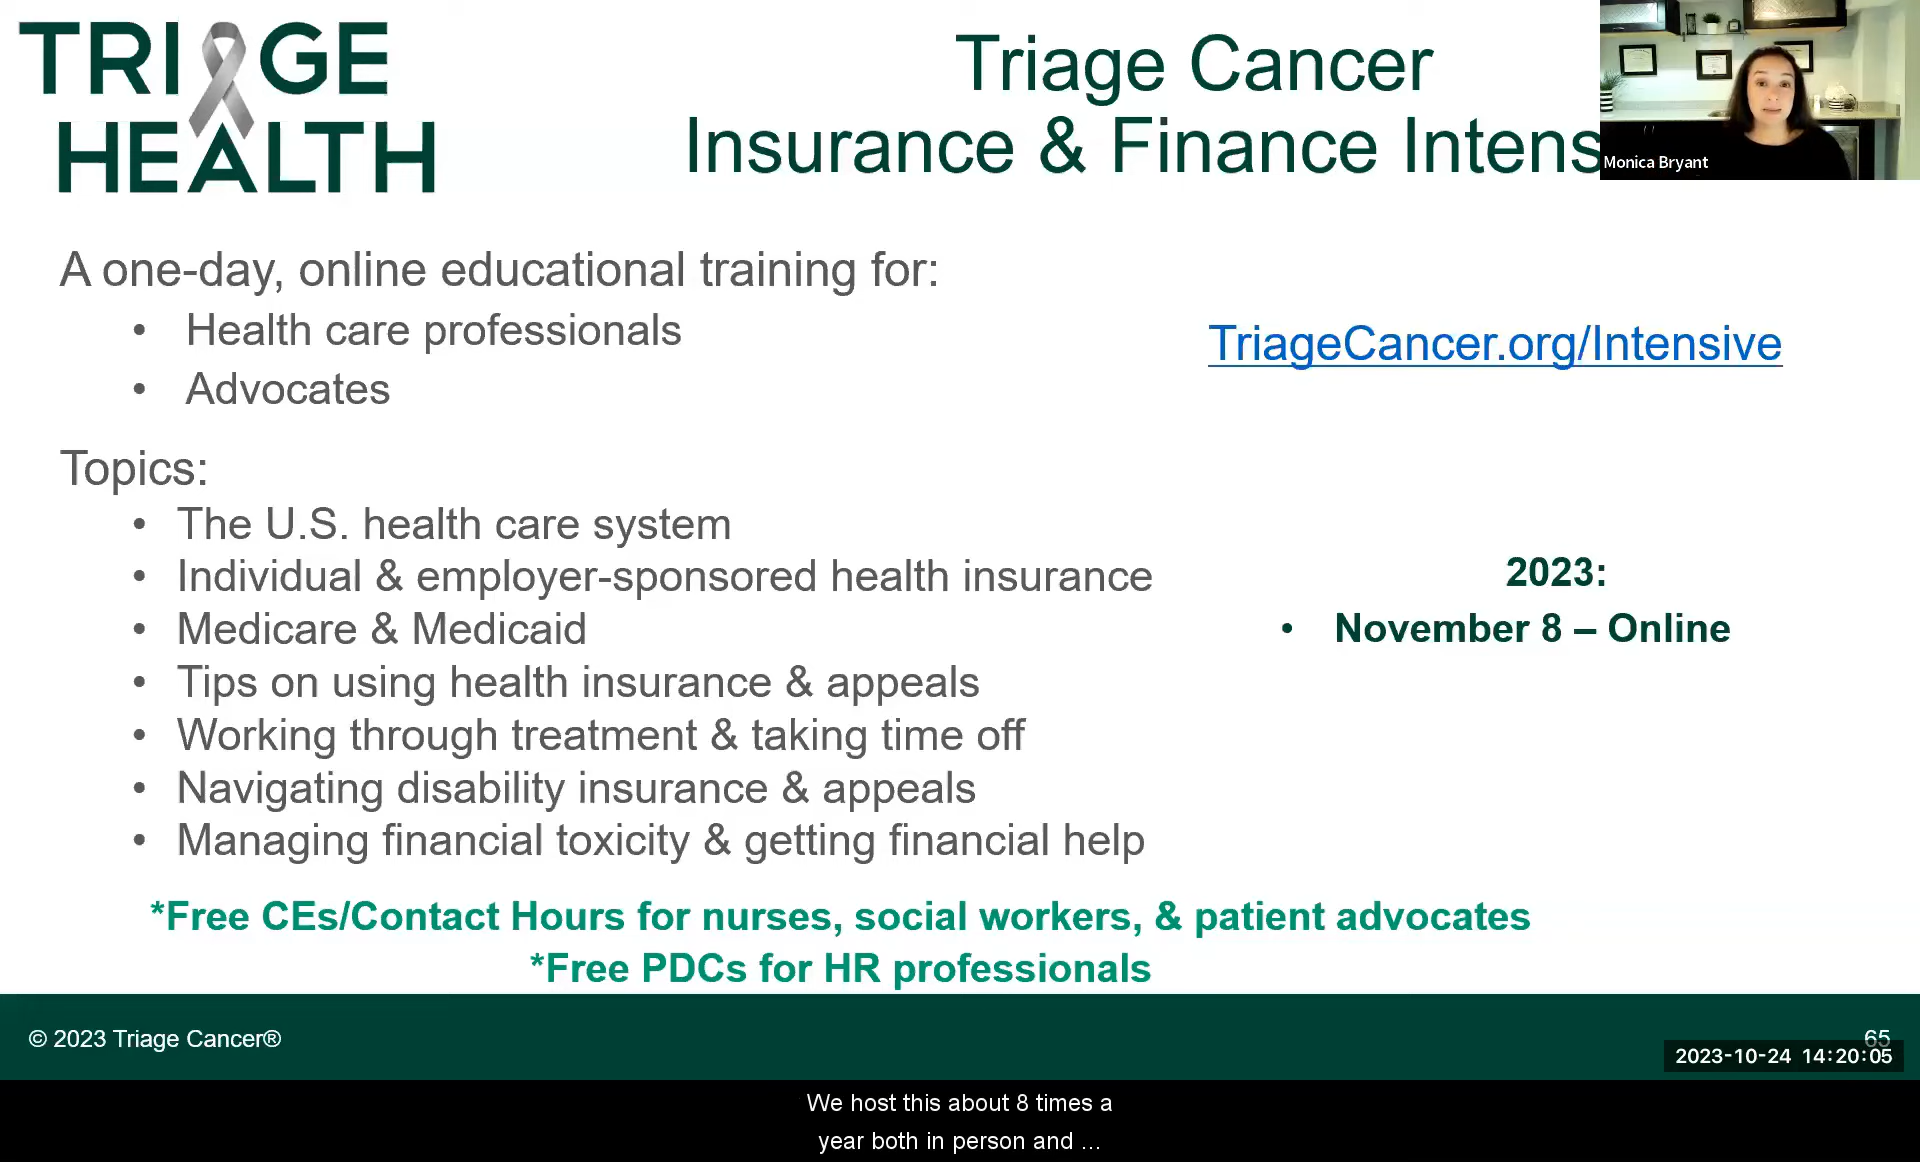 TRIAGE
HEALTH
Triage Cancer
Insurance & Finance Intens
Monica Bryant
A one-day, online educational training for:
• Health care professionals
• Advocates
TriageCancer.org/Intensive
Topics:
• The U.S. health care system
• Individual & employer-sponsored health insurance
• Medicare & Medicaid
• Tips on using health insurance & appeals
• Working through treatment & taking time off
• Navigating disability insurance & appeals
• Managing financial toxicity & getting financial help
2023:
• November 8 – Online
*Free CEs/Contact Hours for nurses, social workers, & patient advocates
*Free PDCs for HR professionals
© 2023 Triage Cancer®
65
2023-10-24 14:20:05
We host this about 8 times a
year both in person and ...